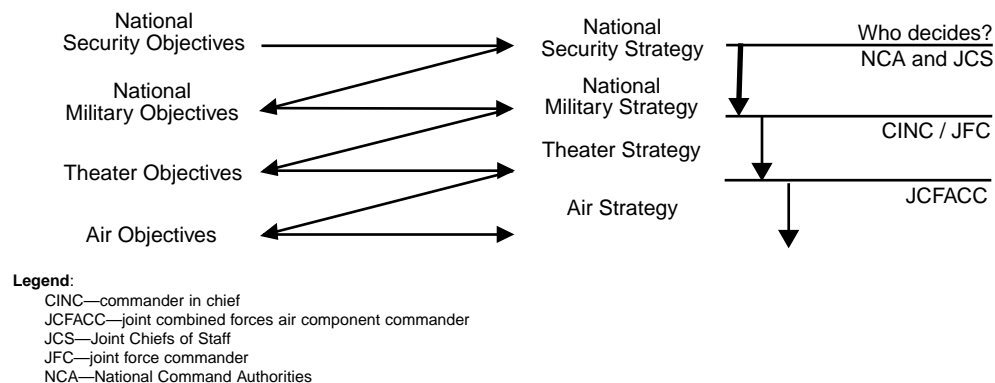 National
Security Objectives
National
Security Strategy
Who decides?
NCA and JCS
National
Military Objectives
National
Military Strategy
CINC / JFC
Theater Objectives
Theater Strategy
JCFACC
Air Objectives
Air Strategy
Legend:
CINC—commander in chief
JCFACC—joint combined forces air component commander
JCS—Joint Chiefs of Staff
JFC—joint force commander
NCA—National Command Authorities